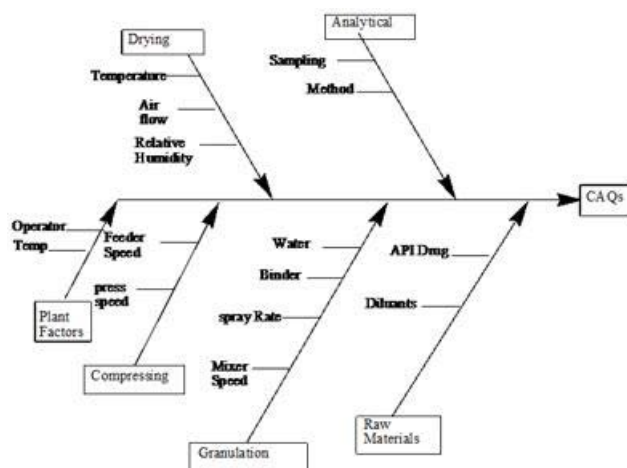 Drying
Analytical
Temperature
Sampling
Method
Air
flow
Relative
Humidity
CAQs
Operator
Temp
Feeder
Speed
Water
API Drug
Binder
press
speed
Diluants
spray Rate
Plant
Factors
Mixer
Speed
Compressing
Granulation
Raw
Materials